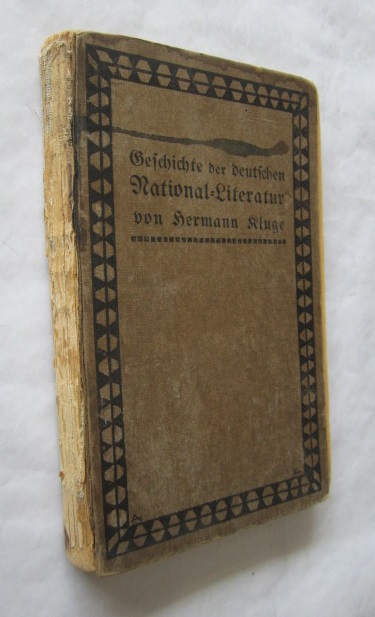 Geschichte der deutschen
National-Literatur
von Hermann Kluge